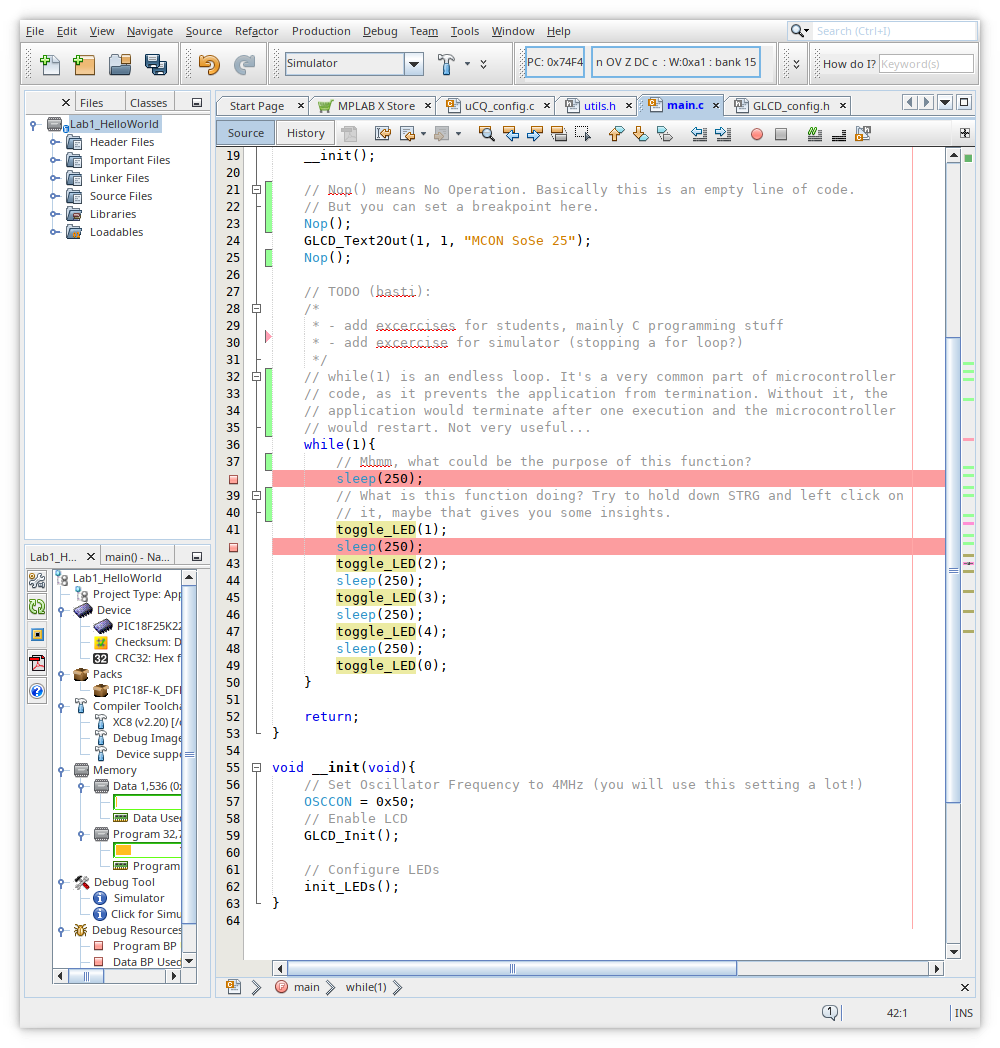 File Edit View Navigate Source Refactor Production Debug Team Tools Window Help
Search (Ctrl+I)
Simulator
PC: 0x74F4
n OV Z DC c : W:0xa1 : bank 15
How do I?
Keyword(s)
Files
Classes
Lab1_HelloWorld
Header Files
Important Files
Linker Files
Source Files
Libraries
Loadables
Start Page
MPLAB X Store
uCQ_config.c
utils.h
main.c
GLCD_config.h
Source
History
19 __init();
20
21 // Nop() means No Operation. Basically this is an empty line of code.
22 // But you can set a breakpoint here.
23 Nop();
24 GLCD_Text2Out(1, 1, "MCON SoSe 25");
25 Nop();
26
27 // TODO (basti):
28 /*
29 * - add excercises for students, mainly C programming stuff
30 * - add excercise for simulator (stopping a for loop?)
31 */
32 // while(1) is an endless loop. It's a very common part of microcontroller
33 // code, as it prevents the application from termination. Without it, the
34 // application would terminate after one execution and the microcontroller
35 // would restart. Not very useful...
36 while(1){
37 // Mhmm, what could be the purpose of this function?
sleep(250);
39 // What is this function doing? Try to hold down STRG and left click on
40 // it, maybe that gives you some insights.
41 toggle_LED(1);
sleep(250);
43 toggle_LED(2);
44 sleep(250);
45 toggle_LED(3);
46 sleep(250);
47 toggle_LED(4);
48 sleep(250);
49 toggle_LED(0);
50 }
51
52 return;
53 }
54
55 void __init(void){
56 // Set Oscillator Frequency to 4MHz (you will use this setting a lot!)
57 OSCCON = 0x50;
58 // Enable LCD
59 GLCD_Init();
60
61 // Configure LEDs
62 init_LEDs();
63 }
64
Lab1_H...
main() - Na...
Lab1_HelloWorld
Project Type: App
Device
PIC18F25K22
Checksum: D
32 CRC32: Hex f
Packs
PIC18F-K_DF
Compiler Toolcha
XC8 (v2.20) [/
Debug Image
Device supp
Memory
Data 1,536 (0x
Data Used
Program 32,7
Program
Debug Tool
Simulator
Click for Simu
Debug Resources
Program BP
Data BP Used
main
while(1)
1
42:1
INS